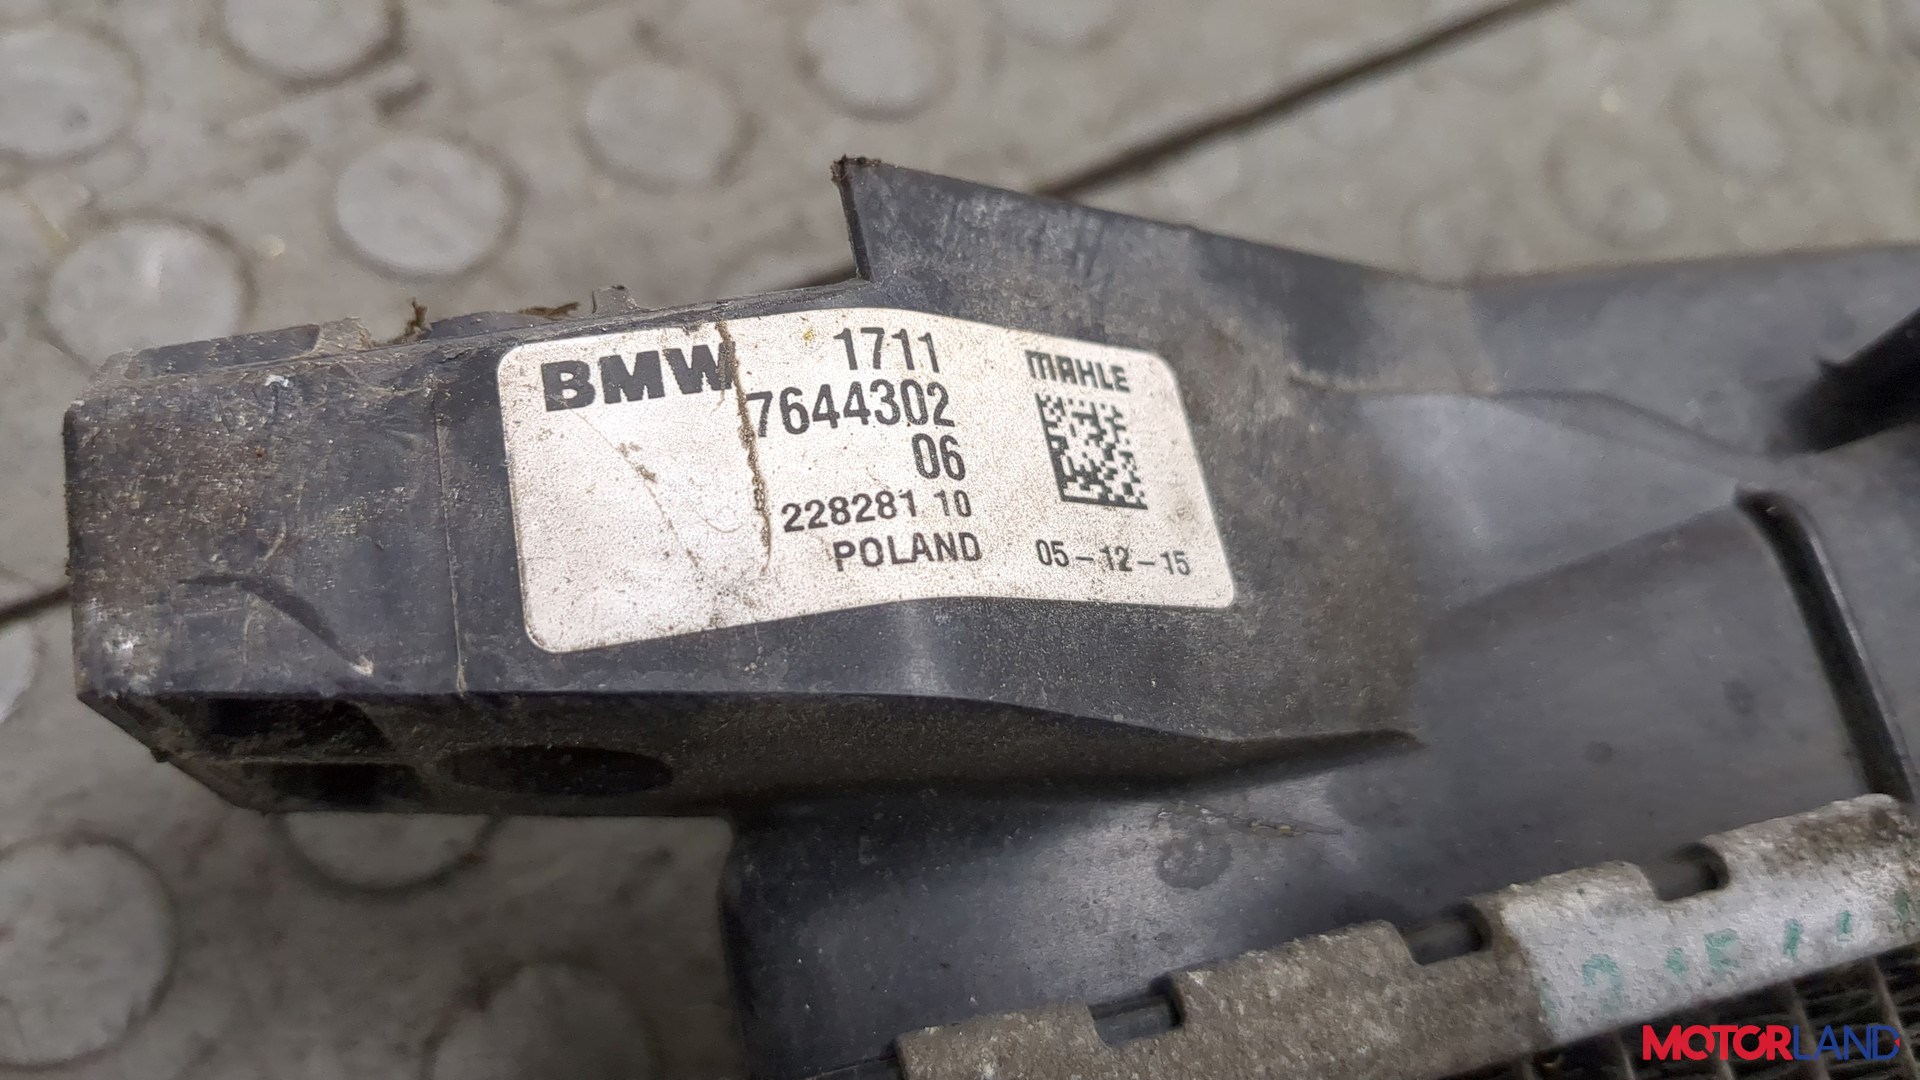 BMW 1711
7644302
06
228281 10
POLAND
MAHLE
05-12-15
MOTORLAND